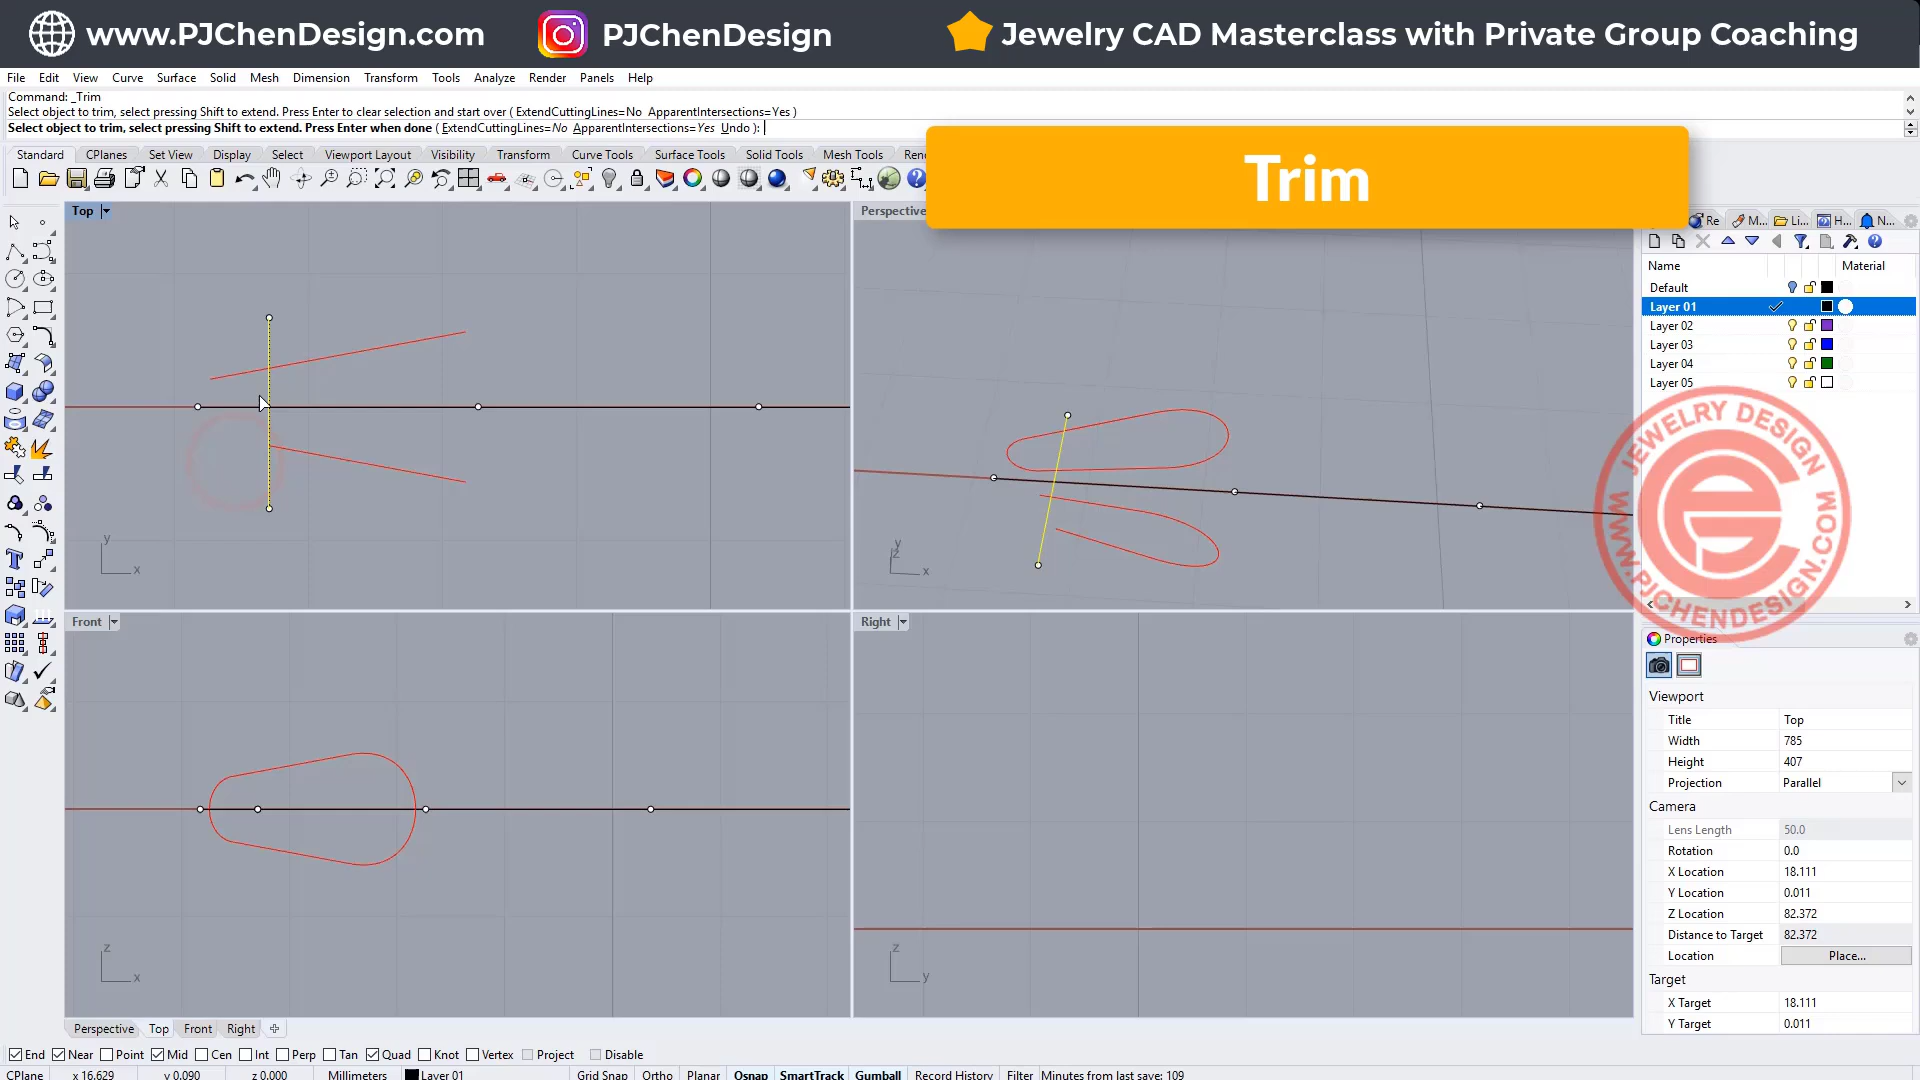 www.PJChenDesign.com PJChenDesign Jewelry CAD Masterclass with Private Group Coaching
File Edit View Curve Surface Solid Mesh Dimension Transform Tools Analyze Render Panels Help
Command: _Trim
Select object to trim, select pressing Shift to extend. Press Enter to clear selection and start over ( ExtendCuttingLines=No ApparentIntersections=Yes )
Select object to trim, select pressing Shift to extend. Press Enter when done ( ExtendCuttingLines=No ApparentIntersections=Yes Undo ):
Trim
Standard CPlanes Set View Display Select Viewport Layout Visibility Transform Curve Tools Surface Tools Solid Tools Mesh Tools Ren
Top
Perspective
Re M... Li... H... N...
Name Material
Default
Layer 01
Layer 02
Layer 03
Layer 04
Layer 05
JEWELRY DESIGN
WWW.PJCHENDESIGN.COM
y
x
y
z
x
Front
Right
z
x
z
y
Properties
Viewport
Title Top
Width 785
Height 407
Projection Parallel
Camera
Lens Length 50.0
Rotation 0.0
X Location 18.111
Y Location 0.011
Z Location 82.372
Distance to Target 82.372
Location Place...
Target
X Target 18.111
Y Target 0.011
Perspective Top Front Right
End Near Point Mid Cen Int Perp Tan Quad Knot Vertex Project Disable
CPlane x 16.629 y 0.090 z 0.000 Millimeters Layer 01 Grid Snap Ortho Planar Osnap SmartTrack Gumball Record History Filter Minutes from last save: 109